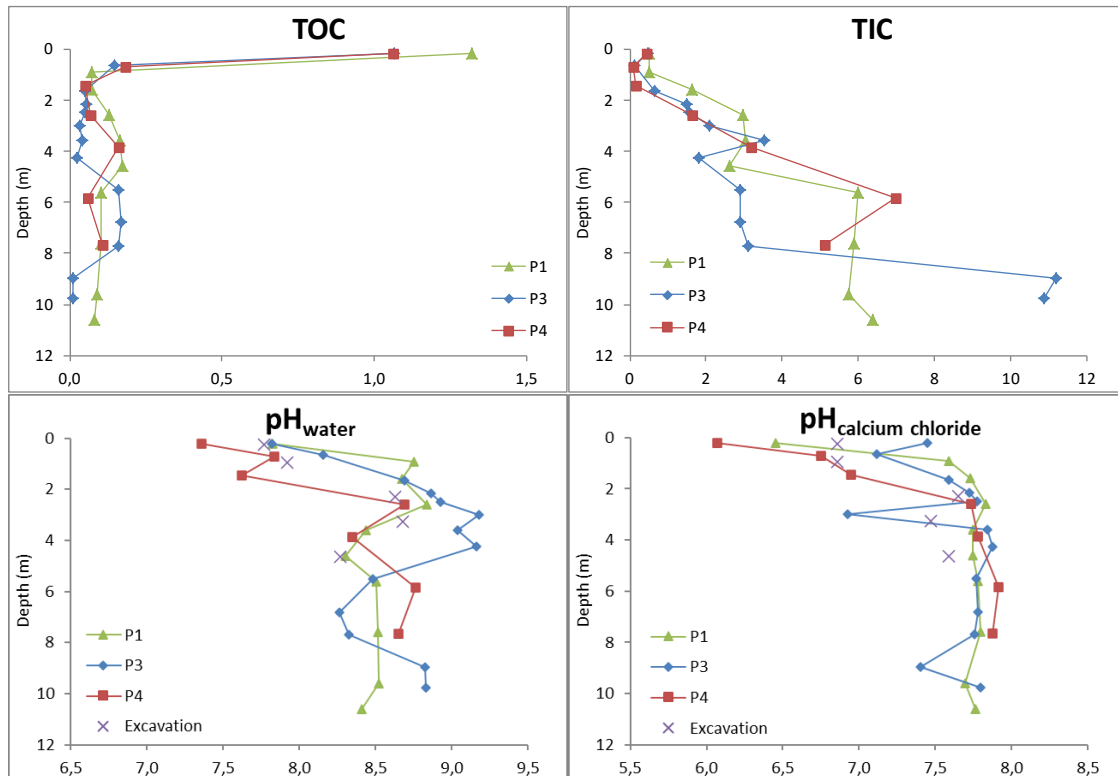 TOC
0
2
4
6
8
10
12
Depth (m)
0,0
0,5
1,0
1,5
P1
P3
P4
TIC
0
2
4
6
8
10
12
Depth (m)
0
2
4
6
8
10
12
P1
P3
P4
pHwater
0
2
4
6
8
10
12
Depth (m)
6,5
7,0
7,5
8,0
8,5
9,0
9,5
P1
P3
P4
Excavation
pHcalcium chloride
0
2
4
6
8
10
12
Depth (m)
5,5
6,0
6,5
7,0
7,5
8,0
8,5
P1
P3
P4
Excavation